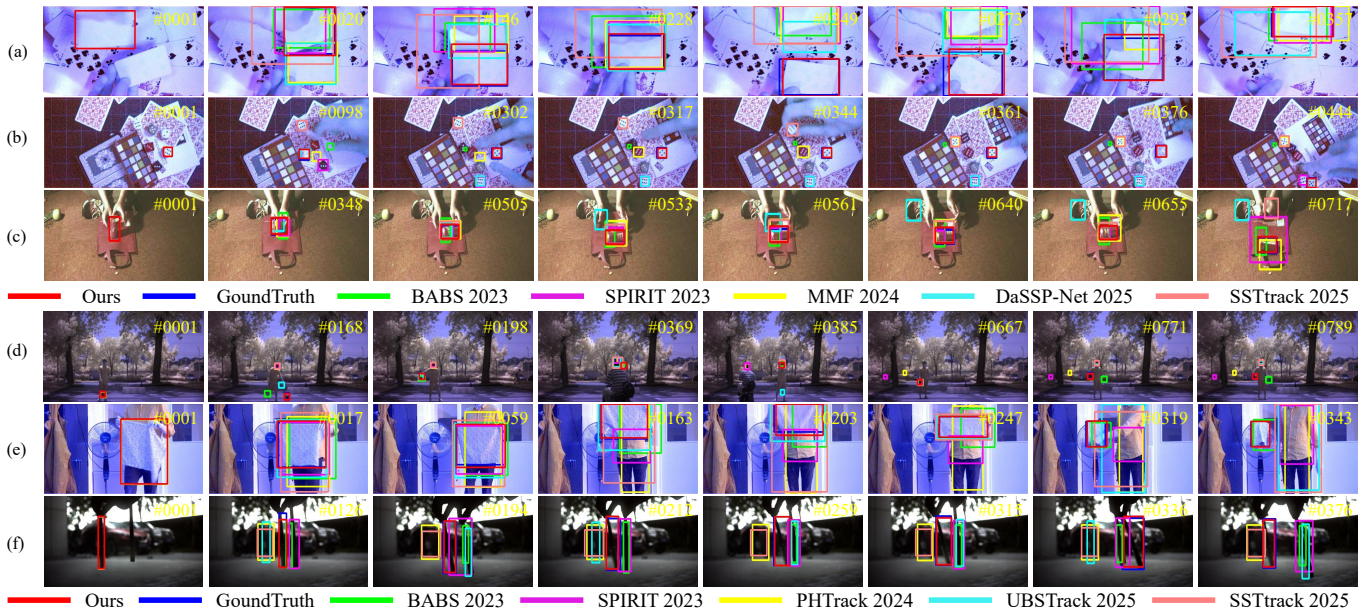 (a) #0001 #0020 #146 #0228 #0249 #0273 #0293 #0357
(b) #0001 #0098 #0302 #0317 #0344 #0361 #0376 #0444
(c) #0001 #0348 #0505 #0533 #0561 #0640 #0655 #0717
Ours GoundTruth BABS 2023 SPIRIT 2023 MMF 2024 DaSSP-Net 2025 SSTtrack 2025
(d) #0001 #0168 #0198 #0369 #0385 #0667 #0771 #0789
(e) #0001 #0017 #0059 #0163 #0203 #0247 #0319 #0343
(f) #0001 #0126 #0194 #0212 #0259 #0315 #0336 #0376
Ours GoundTruth BABS 2023 SPIRIT 2023 PHTrack 2024 UBSTrack 2025 SSTtrack 2025